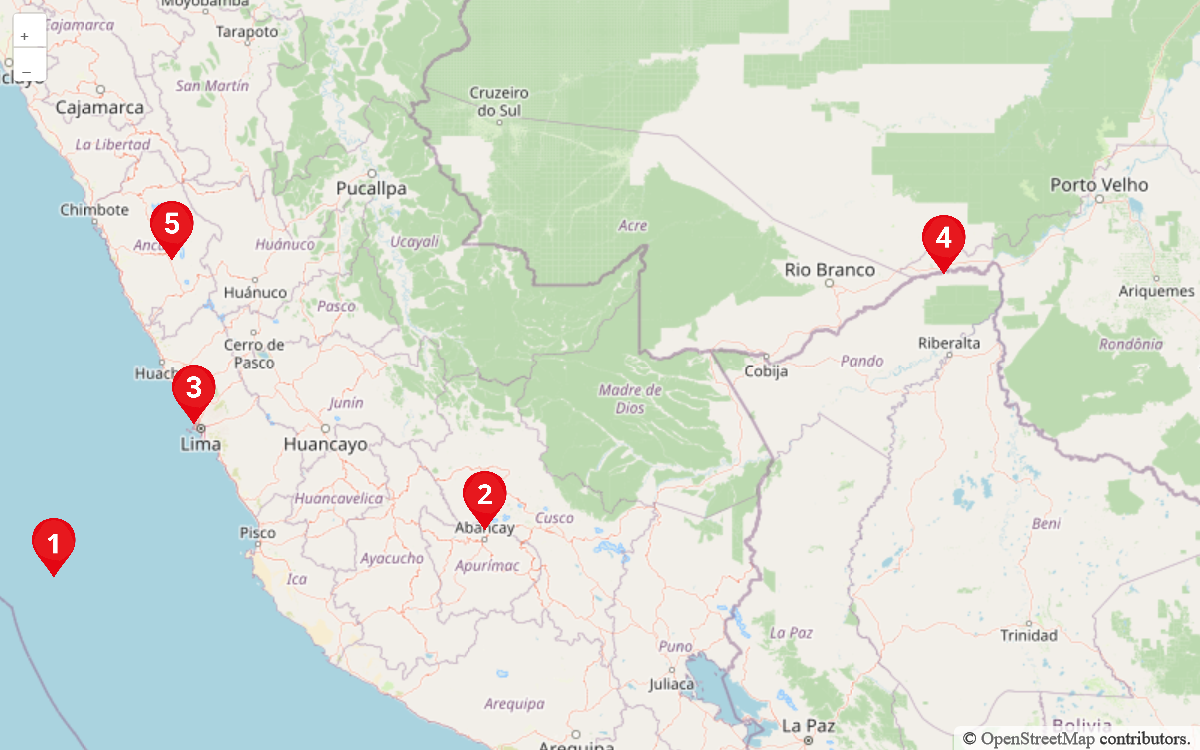 Moyobamba
Cajamarca
Tarapoto
+
−
San Martín
Cajamarca
Cruzeiro
do Sul
La Libertad
Pucallpa
Porto Velho
Chimbote
5
Acre
4
Huánuco
Ucayali
Rio Branco
Huánuco
Ariquemes
Pasco
Cerro de
Pasco
Riberalta
Rondônia
Pando
Cobija
3
Madre de
Dios
Junín
Lima
Huancayo
2
Huancavelica
Abancay
Cusco
Beni
1
Pisco
Ayacucho
Apurímac
Ica
La Paz
Trinidad
Puno
Juliaca
Arequipa
La Paz
Bolivia
Arequipa
© OpenStreetMap contributors.